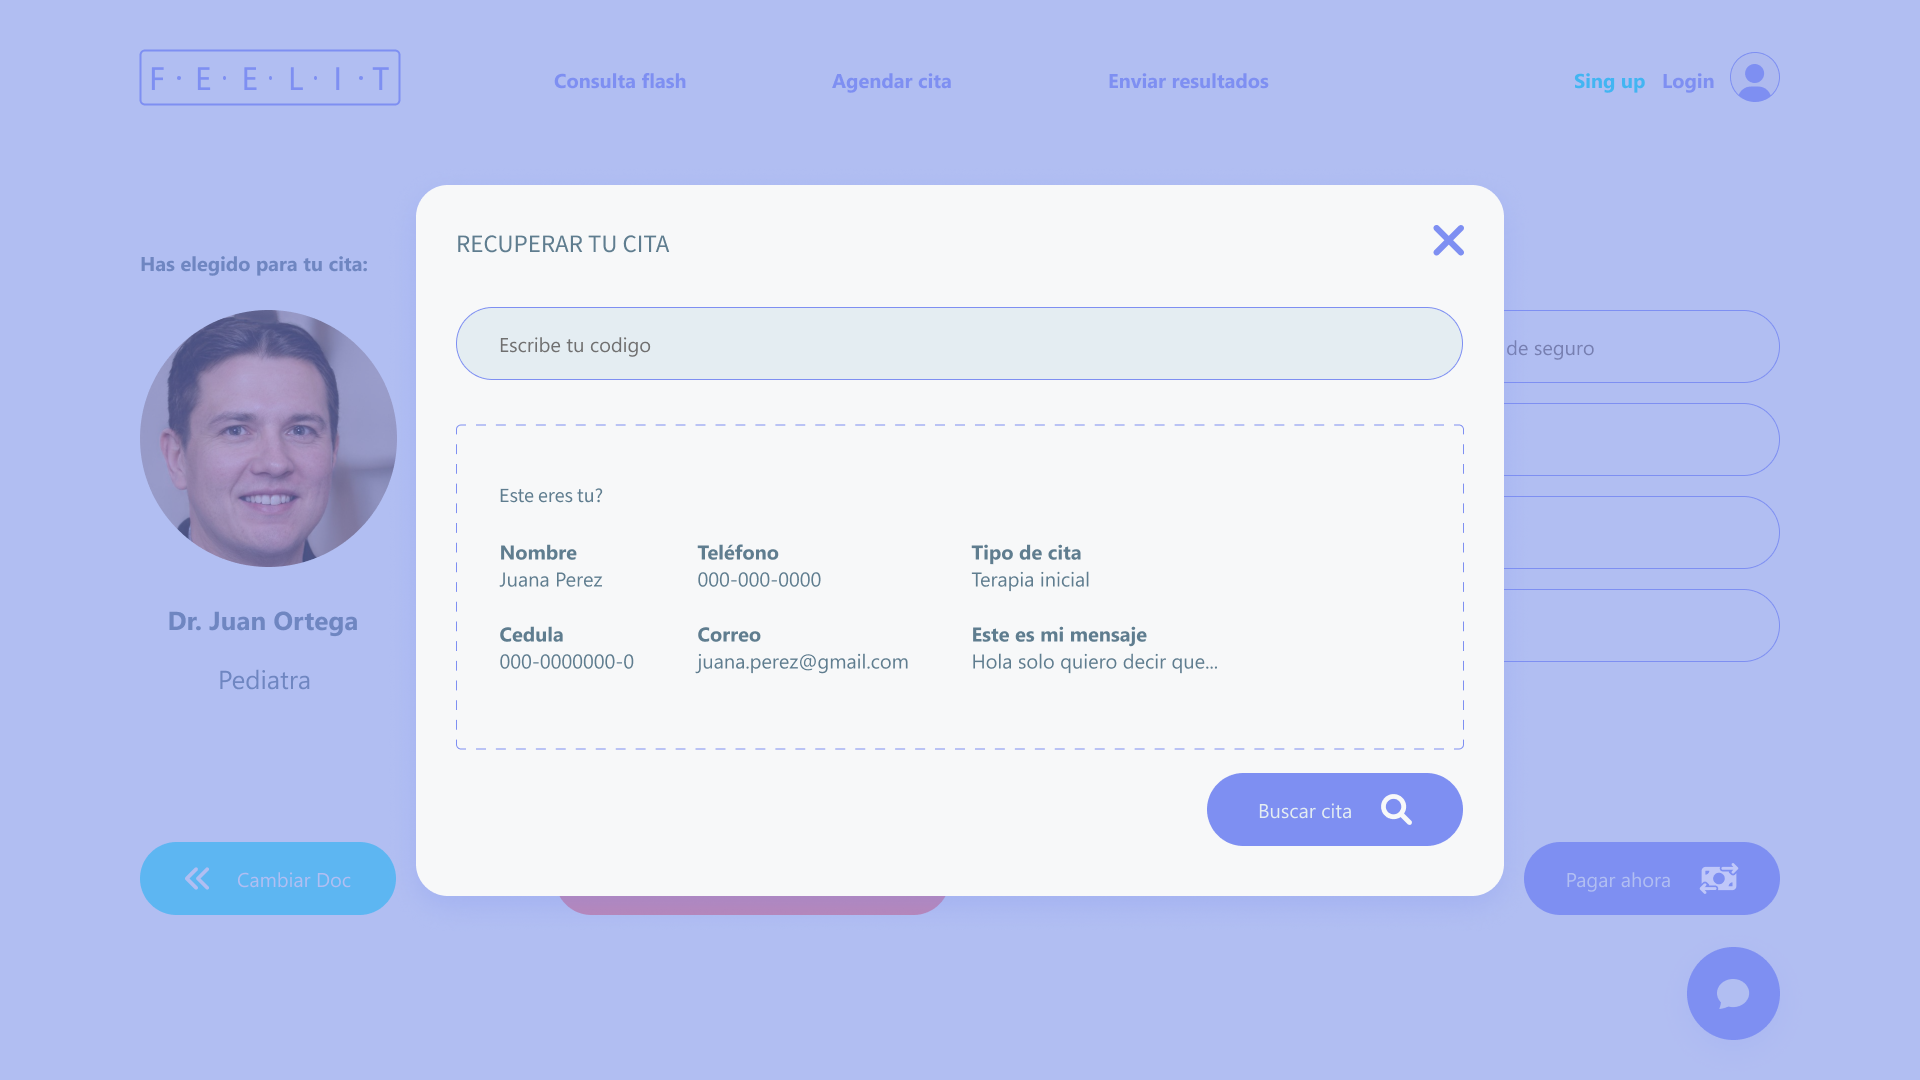 F·E·E·L·I·T
Consulta flash
Agendar cita
Enviar resultados
Sing up
Login
Has elegido para tu cita:
Dr. Juan Ortega
Pediatra
RECUPERAR TU CITA
Escribe tu codigo
de seguro
Este eres tu?
Nombre
Juana Perez
Teléfono
000-000-0000
Tipo de cita
Terapia inicial
Cedula
000-0000000-0
Correo
juana.perez@gmail.com
Este es mi mensaje
Hola solo quiero decir que...
Buscar cita
Cambiar Doc
Pagar ahora